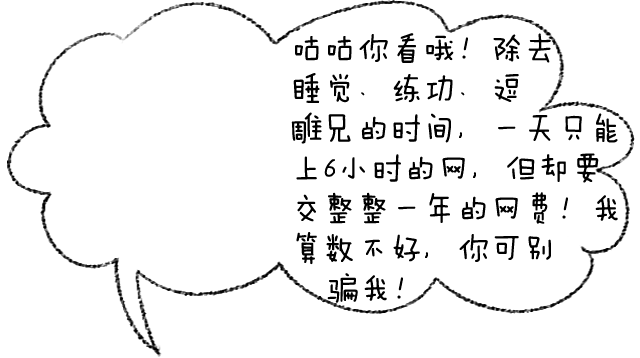 咕咕你看哦！除去
睡觉、练功、逗
雕兄的时间，一天只能
上6小时的网，但却要
交整整一年的网费！我
算数不好，你可别
骗我！